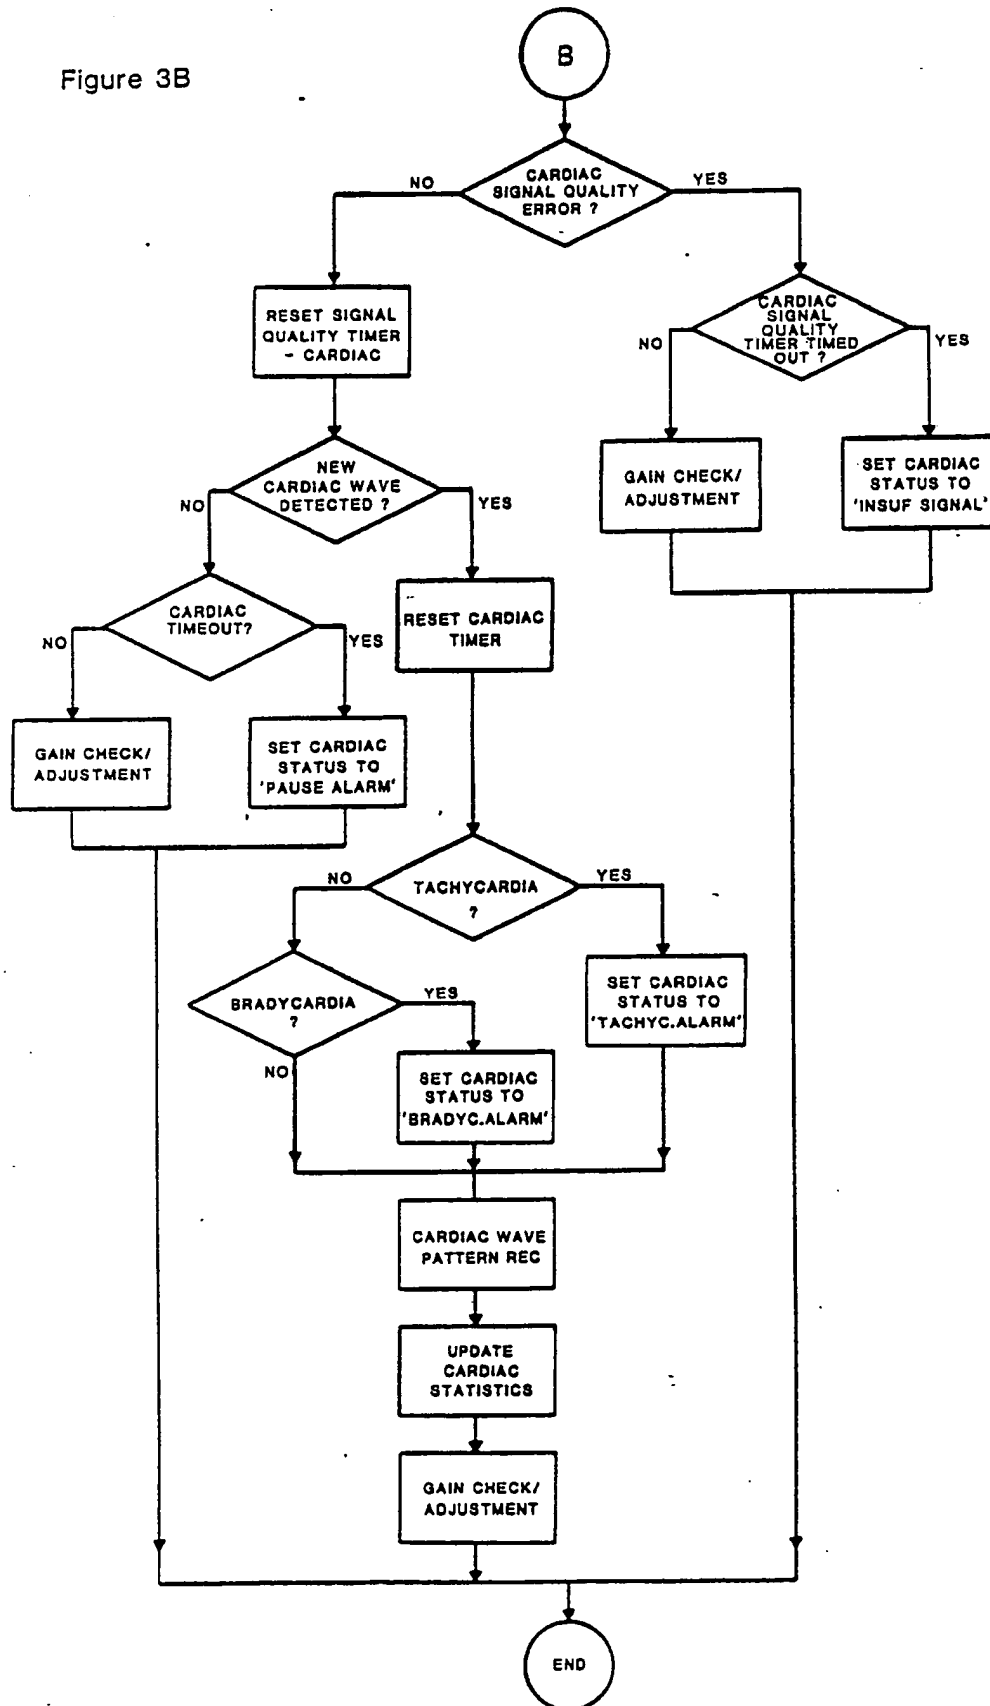 Figure 3B
B
CARDIAC
SIGNAL QUALITY
ERROR ?
NO
YES
RESET SIGNAL
QUALITY TIMER
- CARDIAC
CARDIAC
SIGNAL
QUALITY
TIMER TIMED
OUT ?
NO
YES
GAIN CHECK/
ADJUSTMENT
SET CARDIAC
STATUS TO
'INSUF SIGNAL'
NEW
CARDIAC WAVE
DETECTED ?
NO
YES
CARDIAC
TIMEOUT?
NO
YES
RESET CARDIAC
TIMER
GAIN CHECK/
ADJUSTMENT
SET CARDIAC
STATUS TO
'PAUSE ALARM'
TACHYCARDIA
?
NO
YES
BRADYCARDIA
?
YES
NO
SET CARDIAC
STATUS TO
'TACHYC.ALARM'
SET CARDIAC
STATUS TO
'BRADYC.ALARM'
CARDIAC WAVE
PATTERN REC
UPDATE
CARDIAC
STATISTICS
GAIN CHECK/
ADJUSTMENT
END